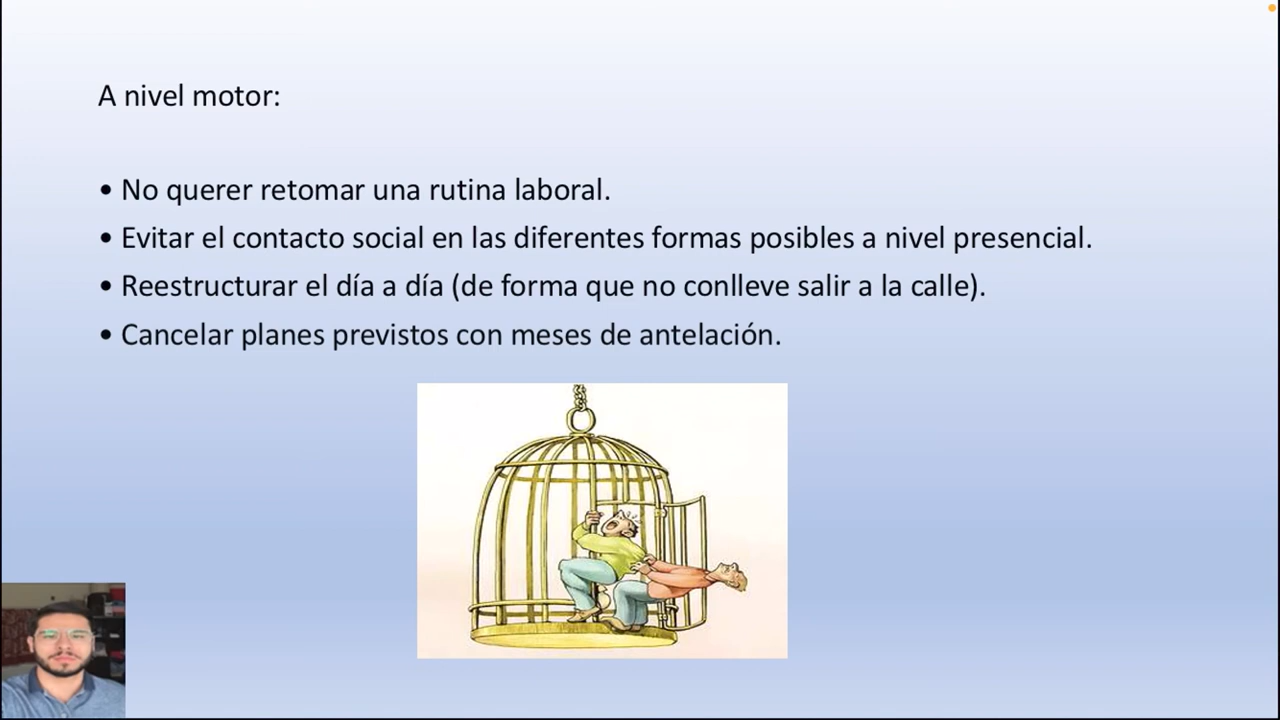 A nivel motor:
• No querer retomar una rutina laboral.
• Evitar el contacto social en las diferentes formas posibles a nivel presencial.
• Reestructurar el día a día (de forma que no conlleve salir a la calle).
• Cancelar planes previstos con meses de antelación.